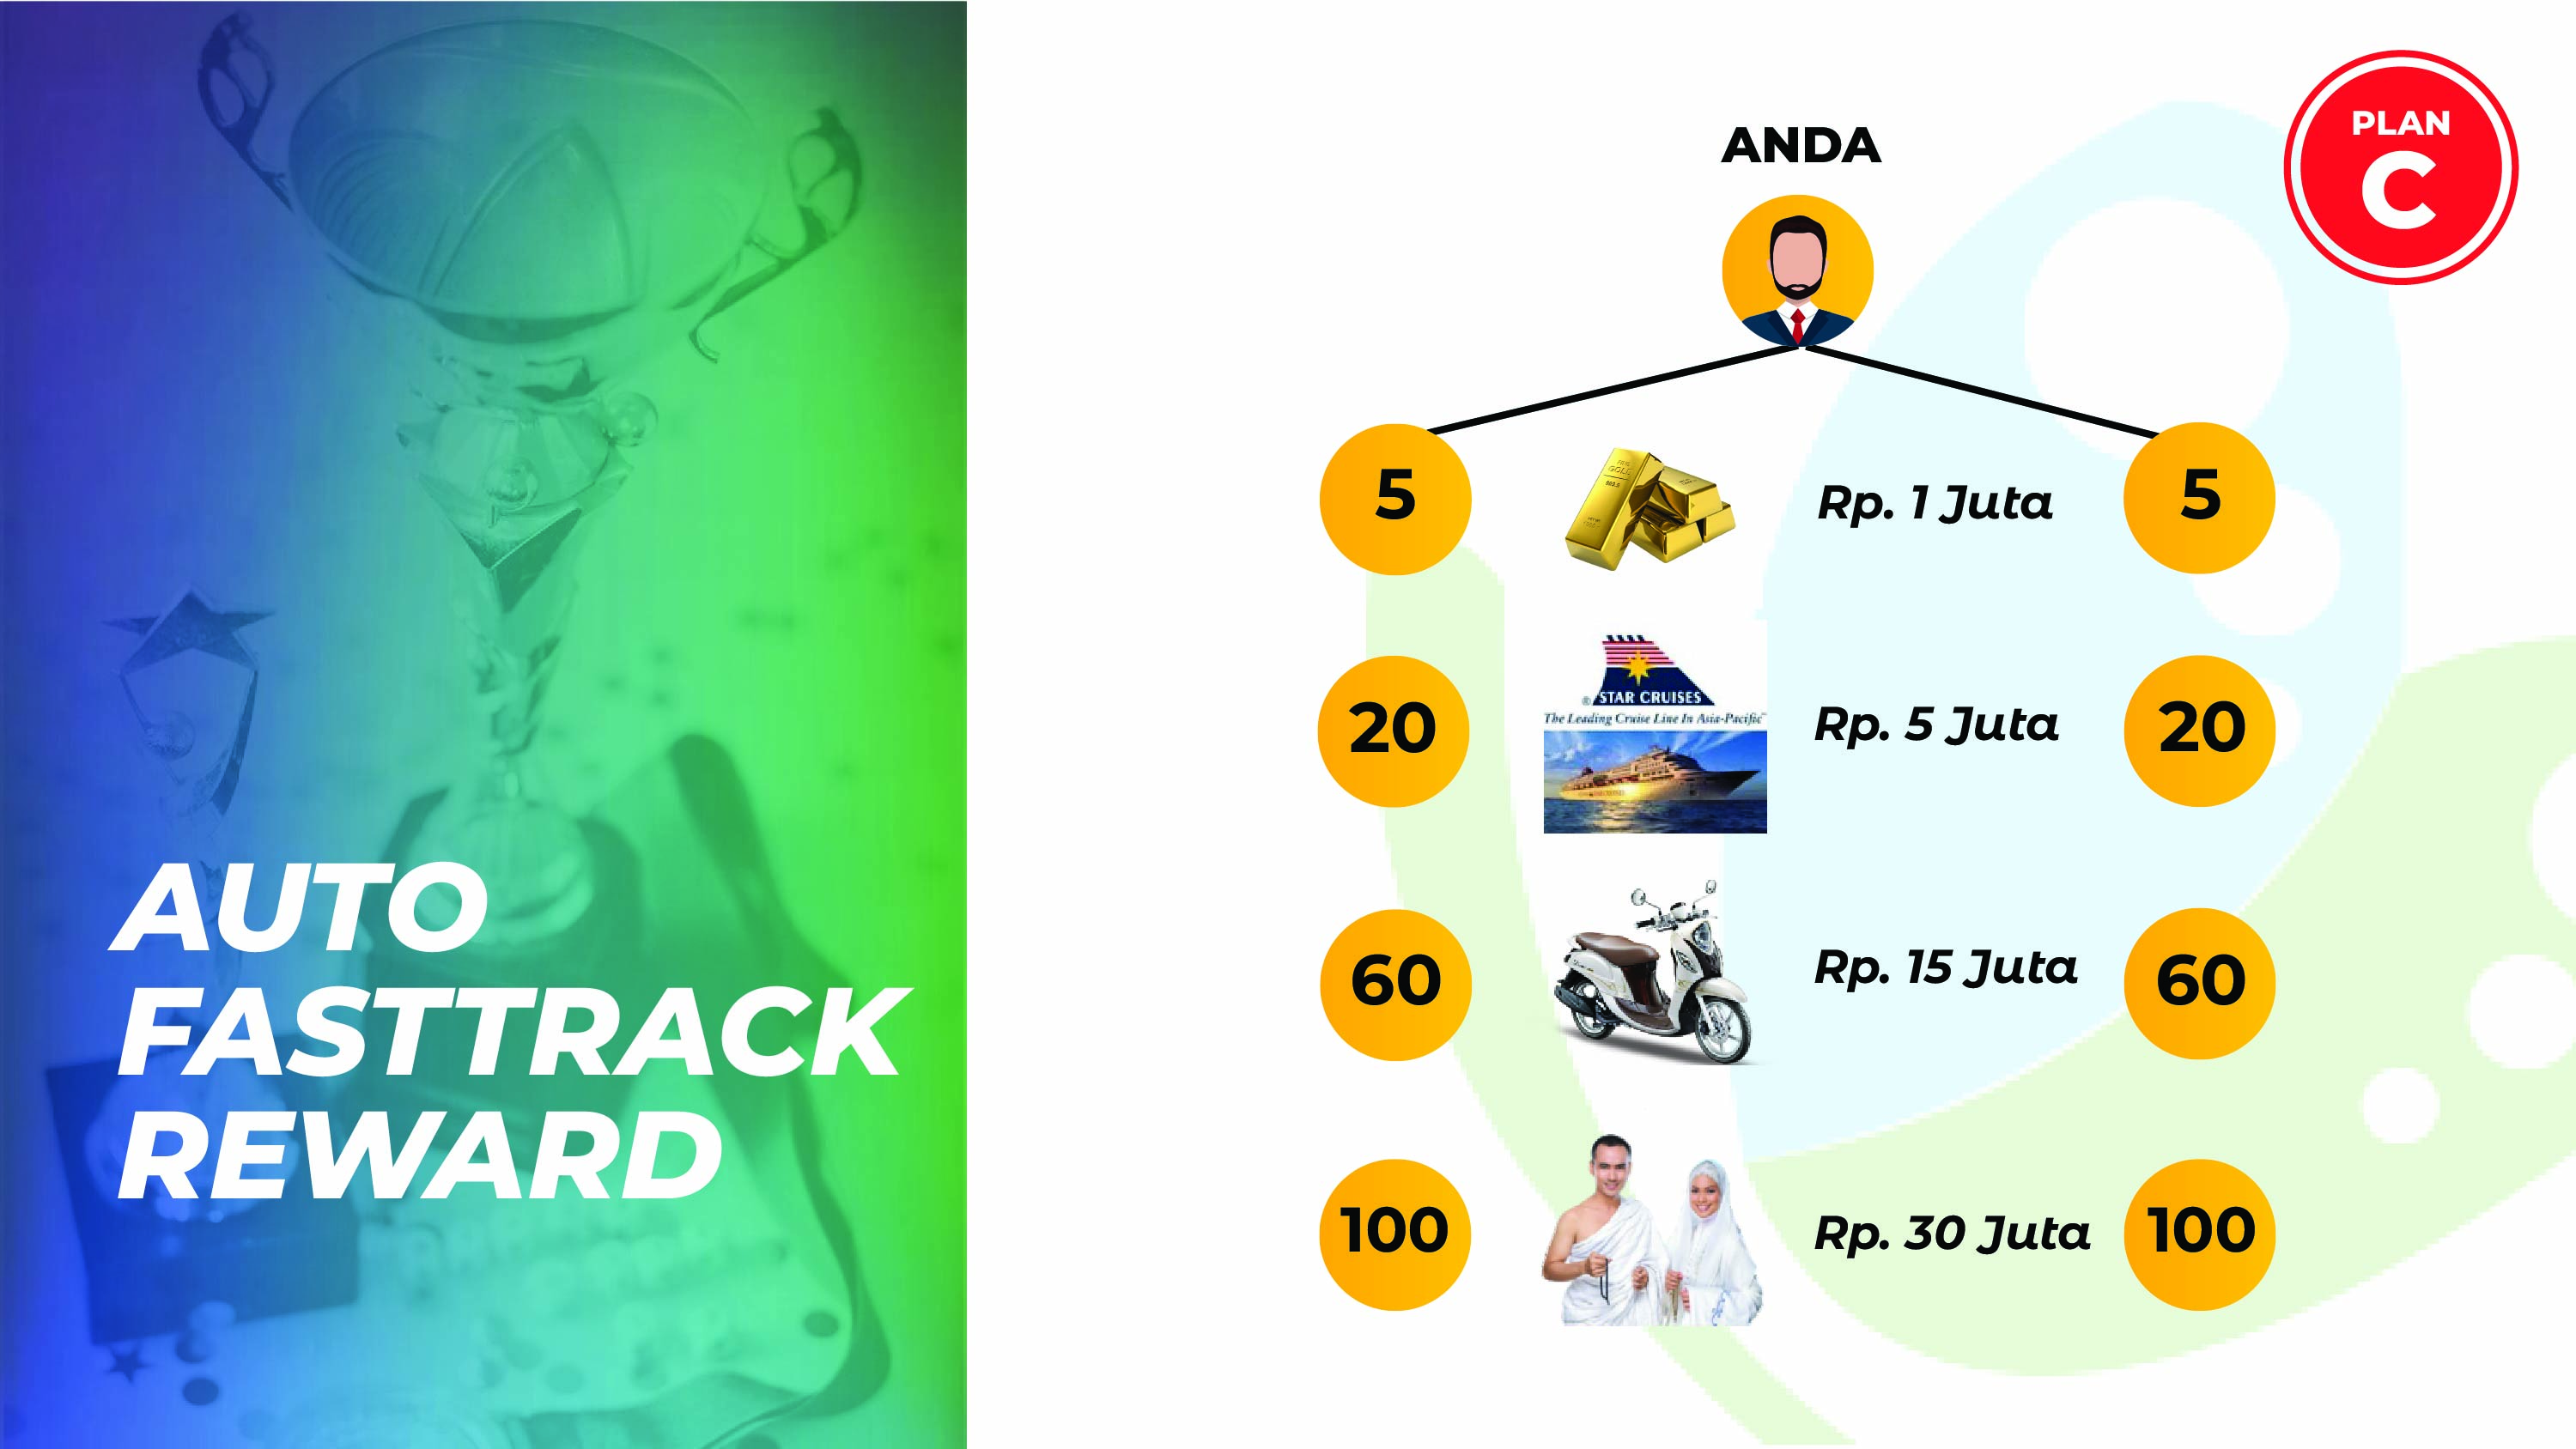 PLAN
C
ANDA
5
Rp. 1 Juta
5
STAR CRUISES
The Leading Cruise Line In Asia-Pacific
20
Rp. 5 Juta
20
60
Rp. 15 Juta
60
100
Rp. 30 Juta
100
AUTO
FASTTRACK
REWARD